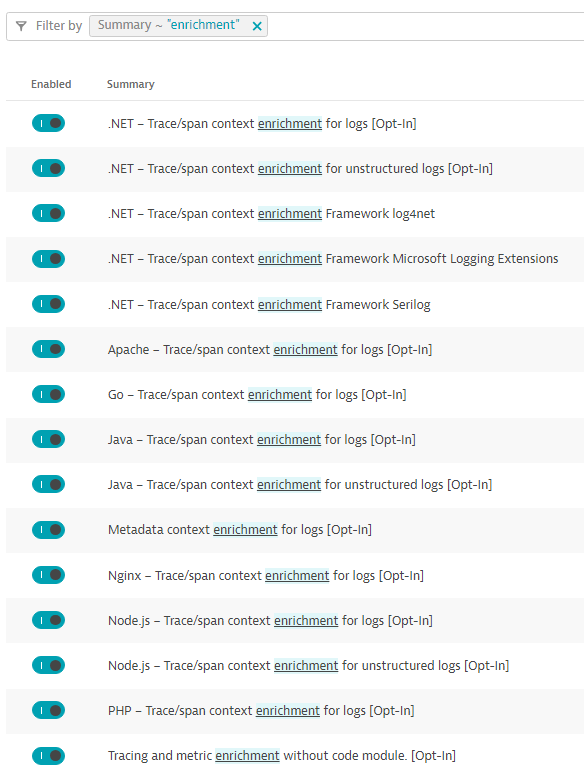 Filter by Summary ~ "enrichment" ×
Enabled Summary
.NET – Trace/span context enrichment for logs [Opt-In]
.NET – Trace/span context enrichment for unstructured logs [Opt-In]
.NET – Trace/span context enrichment Framework log4net
.NET – Trace/span context enrichment Framework Microsoft Logging Extensions
.NET – Trace/span context enrichment Framework Serilog
Apache – Trace/span context enrichment for logs [Opt-In]
Go – Trace/span context enrichment for logs [Opt-In]
Java – Trace/span context enrichment for logs [Opt-In]
Java – Trace/span context enrichment for unstructured logs [Opt-In]
Metadata context enrichment for logs [Opt-In]
Nginx – Trace/span context enrichment for logs [Opt-In]
Node.js – Trace/span context enrichment for logs [Opt-In]
Node.js – Trace/span context enrichment for unstructured logs [Opt-In]
PHP – Trace/span context enrichment for logs [Opt-In]
Tracing and metric enrichment without code module. [Opt-In]